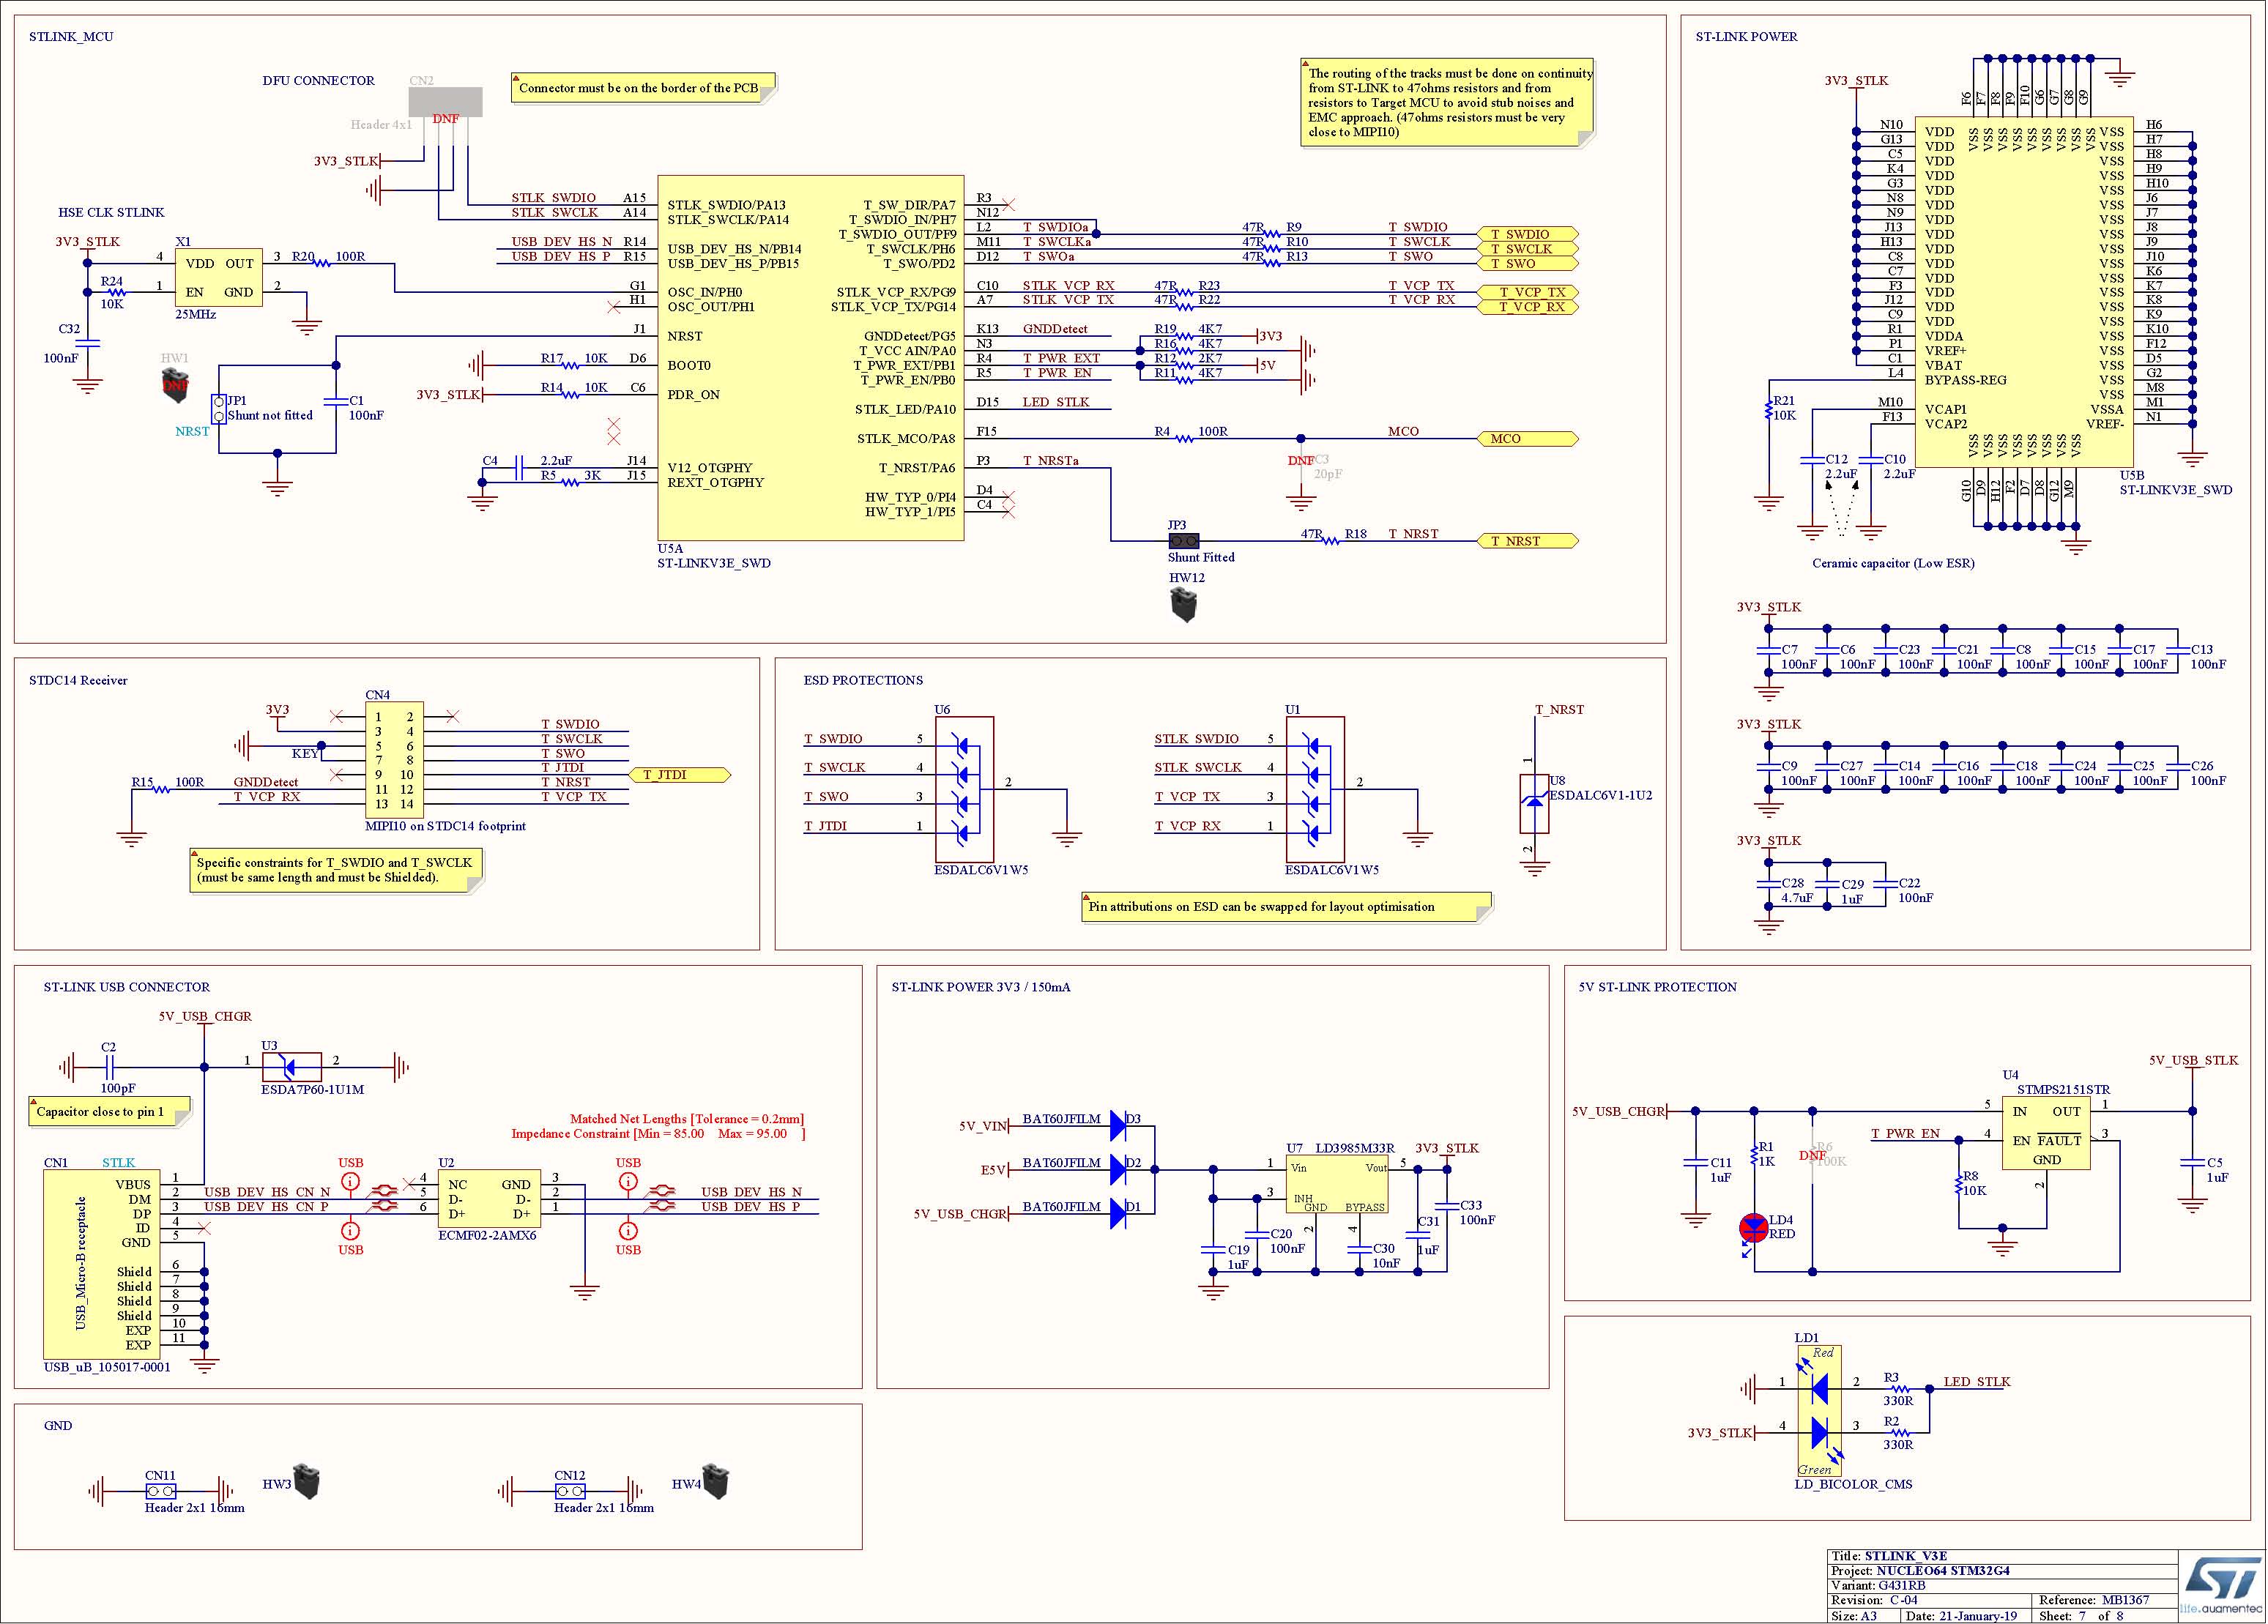 STLINK_MCU
DFU CONNECTOR
CN2
DNF
Header 4x1
3V3_STLK
Connector must be on the border of the PCB
The routing of the tracks must be done on continuity
from ST-LINK to 47ohms resistors and from
resistors to Target MCU to avoid stub noises and
EMC approach. (47ohms resistors must be very
close to MIPI10)
HSE CLK STLINK
3V3_STLK
X1
4 VDD OUT 3 R20 100R
R24
10K
1 EN GND 2
25MHz
C32
100nF
HW1
DNF
JP1
Shunt not fitted
NRST
C1
100nF
STLK_SWDIO A15 STLK_SWDIO/PA13
STLK_SWCLK A14 STLK_SWCLK/PA14
USB_DEV_HS_N R14 USB_DEV_HS_N/PB14
USB_DEV_HS_P R15 USB_DEV_HS_P/PB15
G1 OSC_IN/PH0
H1 OSC_OUT/PH1
J1 NRST
R17 10K D6 BOOT0
3V3_STLK R14 10K C6 PDR_ON
C4 2.2uF J14 V12_OTGPHY
R5 3K J15 REXT_OTGPHY
T_SW_DIR/PA7 R3
T_SWDIO_IN/PH7 N12
T_SWDIO_OUT/PF9 L2 T_SWDIOa 47R R9 T_SWDIO T_SWDIO
T_SWCLK/PH6 M11 T_SWCLKa 47R R10 T_SWCLK T_SWCLK
T_SWO/PD2 D12 T_SWOa 47R R13 T_SWO T_SWO
STLK_VCP_RX/PG9 C10 STLK_VCP_RX 47R R23 T_VCP_TX T_VCP_TX
STLK_VCP_TX/PG14 A7 STLK_VCP_TX 47R R22 T_VCP_RX T_VCP_RX
GNDDetect/PG5 K13 GNDDetect R19 4K7 3V3
T_VCC AIN/PA0 N3 R16 4K7
T_PWR_EXT/PB1 R4 T_PWR_EXT R12 2K7 5V
T_PWR_EN/PB0 R5 T_PWR_EN R11 4K7
STLK_LED/PA10 D15 LED_STLK
STLK_MCO/PA8 F15 R4 100R MCO MCO
DNF C3
20pF
T_NRST/PA6 P3 T_NRSTa
HW_TYP_0/PI4 D4
HW_TYP_1/PI5 C4
JP3
47R R18 T_NRST T_NRST
Shunt Fitted
HW12
U5A
ST-LINKV3E_SWD
ST-LINK POWER
3V3_STLK
F6 F7 F8 F9 F10 G6 G7 G8 G9
VSS VSS VSS VSS VSS VSS VSS VSS VSS
N10 VDD VSS H6
G13 VDD VSS H7
C5 VDD VSS H8
K4 VDD VSS H9
G3 VDD VSS H10
N8 VDD VSS J6
N9 VDD VSS J7
J13 VDD VSS J8
H13 VDD VSS J9
C8 VDD VSS J10
C7 VDD VSS K6
F3 VDD VSS K7
J12 VDD VSS K8
C9 VDD VSS K9
R1 VDDA VSS K10
P1 VREF+ VSS F12
C1 VBAT VSS D5
L4 BYPASS-REG VSS G2
VSS M8
M10 VCAP1 VSSA M1
F13 VCAP2 VREF- N1
VSS VSS VSS VSS VSS VSS VSS VSS
G10 D9 H12 F2 D7 D8 G12 M9
R21
10K
C12
2.2uF
C10
2.2uF
U5B
ST-LINKV3E_SWD
Ceramic capacitor (Low ESR)
3V3_STLK
C7 C6 C23 C21 C8 C15 C17 C13
100nF 100nF 100nF 100nF 100nF 100nF 100nF 100nF
3V3_STLK
C9 C27 C14 C16 C18 C24 C25 C26
100nF 100nF 100nF 100nF 100nF 100nF 100nF 100nF
3V3_STLK
C28 C29 C22
4.7uF 1uF 100nF
STDC14 Receiver
CN4
3V3
1 2
3 4 T_SWDIO
5 6 T_SWCLK
KEY 7 8 T_SWO
9 10 T_JTDI T_JTDI
R15 100R GNDDetect 11 12 T_NRST
T_VCP_RX 13 14 T_VCP_TX
MIPI10 on STDC14 footprint
Specific constraints for T_SWDIO and T_SWCLK
(must be same length and must be Shielded).
ESD PROTECTIONS
U6
T_SWDIO 5
T_SWCLK 4
2
T_SWO 3
T_JTDI 1
ESDALC6V1W5
U1
STLK_SWDIO 5
STLK_SWCLK 4
2
T_VCP_TX 3
T_VCP_RX 1
ESDALC6V1W5
T_NRST
1
U8
ESDALC6V1-1U2
2
Pin attributions on ESD can be swapped for layout optimisation
ST-LINK USB CONNECTOR
5V_USB_CHGR
C2
100pF
U3
1 2
ESDA7P60-1U1M
Capacitor close to pin 1
Matched Net Lengths [Tolerance = 0.2mm]
Impedance Constraint [Min = 85.00 Max = 95.00 ]
CN1 STLK
USB_Micro-B receptacle
VBUS 1
DM 2 USB_DEV_HS_CN_N
DP 3 USB_DEV_HS_CN_P
ID 4
GND 5
Shield 6
Shield 7
Shield 8
Shield 9
EXP 10
EXP 11
USB_uB_105017-0001
USB
i
i
USB
U2
4 NC GND 3
5 D- D- 2
6 D+ D+ 1
ECMF02-2AMX6
USB
i
i
USB
USB_DEV_HS_N
USB_DEV_HS_P
ST-LINK POWER 3V3 / 150mA
5V_VIN BAT60JFILM D3
E5V BAT60JFILM D2
5V_USB_CHGR BAT60JFILM D1
U7 LD3985M33R
3V3_STLK
1 Vin Vout 5
3 INH
GND BYPASS
2 4
C19
1uF
C20
100nF
C30
10nF
C31
1uF
C33
100nF
5V ST-LINK PROTECTION
5V_USB_STLK
U4
STMPS2151STR
5V_USB_CHGR
5 IN OUT 1
T_PWR_EN 4 EN FAULT 3
GND
2
C11
1uF
R1
1K
R6
DNF
100K
R8
10K
C5
1uF
LD4
RED
LD1
Red
1 2 R3 LED_STLK
330R
3V3_STLK 4 3 R2
330R
Green
LD_BICOLOR_CMS
GND
CN11
Header 2x1 16mm
HW3
CN12
Header 2x1 16mm
HW4
Title: STLINK_V3E
Project: NUCLEO64 STM32G4
Variant: G431RB
Revision: C-04 Reference: MB1367
Size: A3 Date: 21-January-19 Sheet: 7 of 8
ST
life.augmented